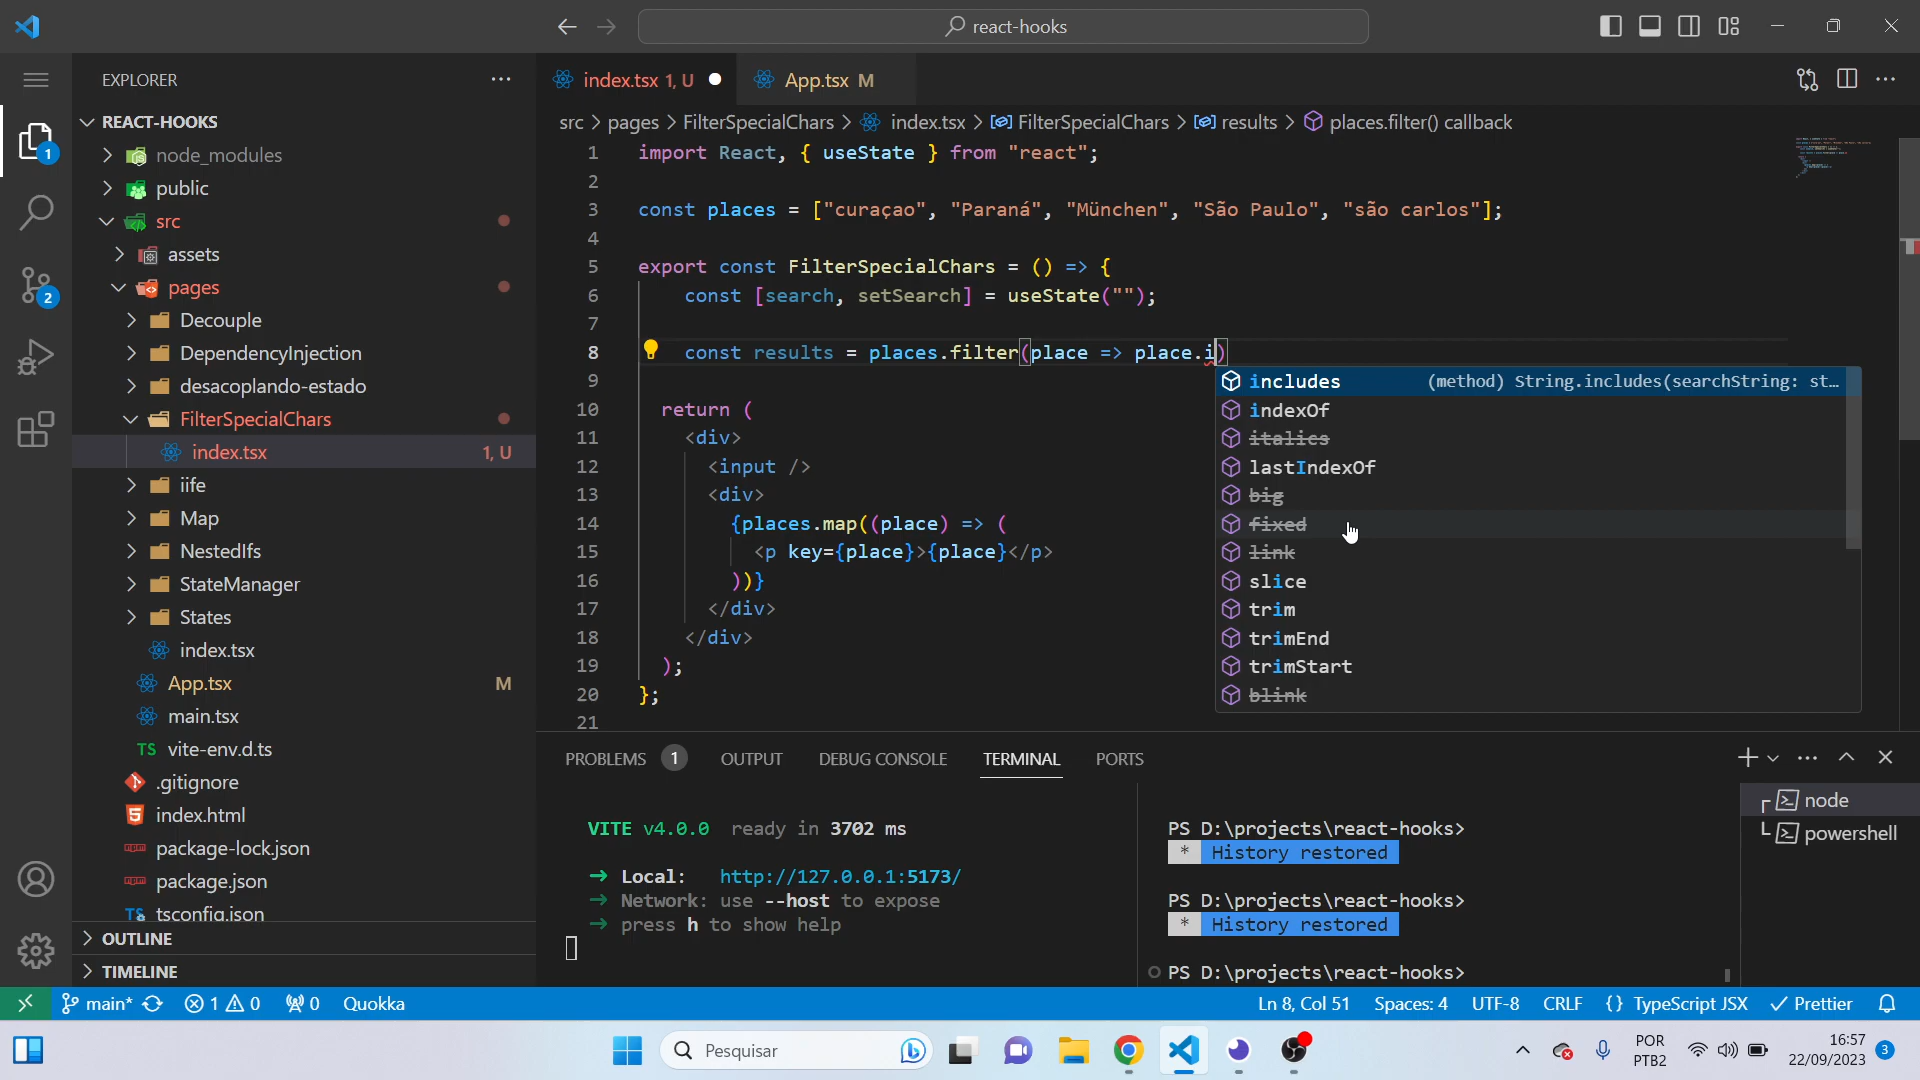 react-hooks
EXPLORER
index.tsx 1, U
App.tsx M
REACT-HOOKS
node_modules
public
src
assets
pages
Decouple
DependencyInjection
desacoplando-estado
FilterSpecialChars
index.tsx 1, U
iife
Map
NestedIfs
StateManager
States
index.tsx
App.tsx M
main.tsx
TS vite-env.d.ts
.gitignore
index.html
package-lock.json
package.json
tsconfig.json
OUTLINE
TIMELINE
1
2
src > pages > FilterSpecialChars > index.tsx > FilterSpecialChars > results > places.filter() callback
1 import React, { useState } from "react";
2
3 const places = ["curaçao", "Paraná", "München", "São Paulo", "são carlos"];
4
5 export const FilterSpecialChars = () => {
6 const [search, setSearch] = useState("");
7
8 const results = places.filter(place => place.i)
9
10 return (
11 <div>
12 <input />
13 <div>
14 {places.map((place) => (
15 <p key={place}>{place}</p>
16 ))}
17 </div>
18 </div>
19 );
20 };
21
includes (method) String.includes(searchString: st…
indexOf
italics
lastIndexOf
big
fixed
link
slice
trim
trimEnd
trimStart
blink
PROBLEMS 1 OUTPUT DEBUG CONSOLE TERMINAL PORTS
VITE v4.0.0 ready in 3702 ms
➜ Local: http://127.0.0.1:5173/
➜ Network: use --host to expose
➜ press h to show help
PS D:\projects\react-hooks>
* History restored
PS D:\projects\react-hooks>
* History restored
PS D:\projects\react-hooks>
node
powershell
main* 1 0 0 Quokka
Ln 8, Col 51 Spaces: 4 UTF-8 CRLF {} TypeScript JSX Prettier
Pesquisar
POR
PTB2
16:57
22/09/2023
3